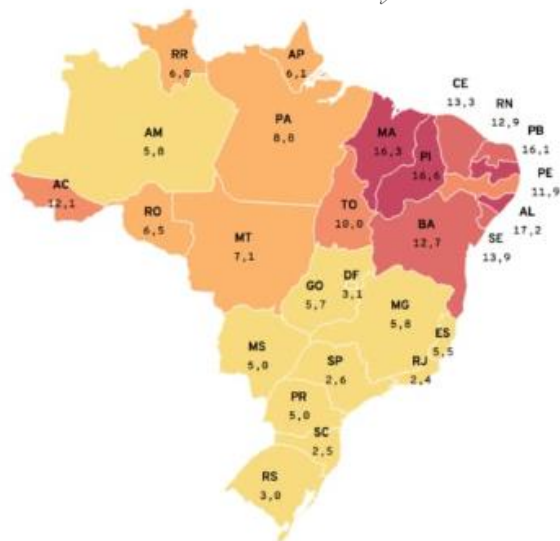 RR
6,0
AP
6,1
AM
5,8
PA
8,8
MA
16,3
CE
13,3
RN
12,9
PB
16,1
PE
11,9
AL
17,2
SE
13,9
PI
16,6
AC
12,1
RO
6,5
TO
10,0
BA
12,7
MT
7,1
GO
5,7
DF
3,1
MG
5,8
ES
5,5
MS
5,0
SP
2,6
RJ
2,4
PR
5,0
SC
2,5
RS
3,0